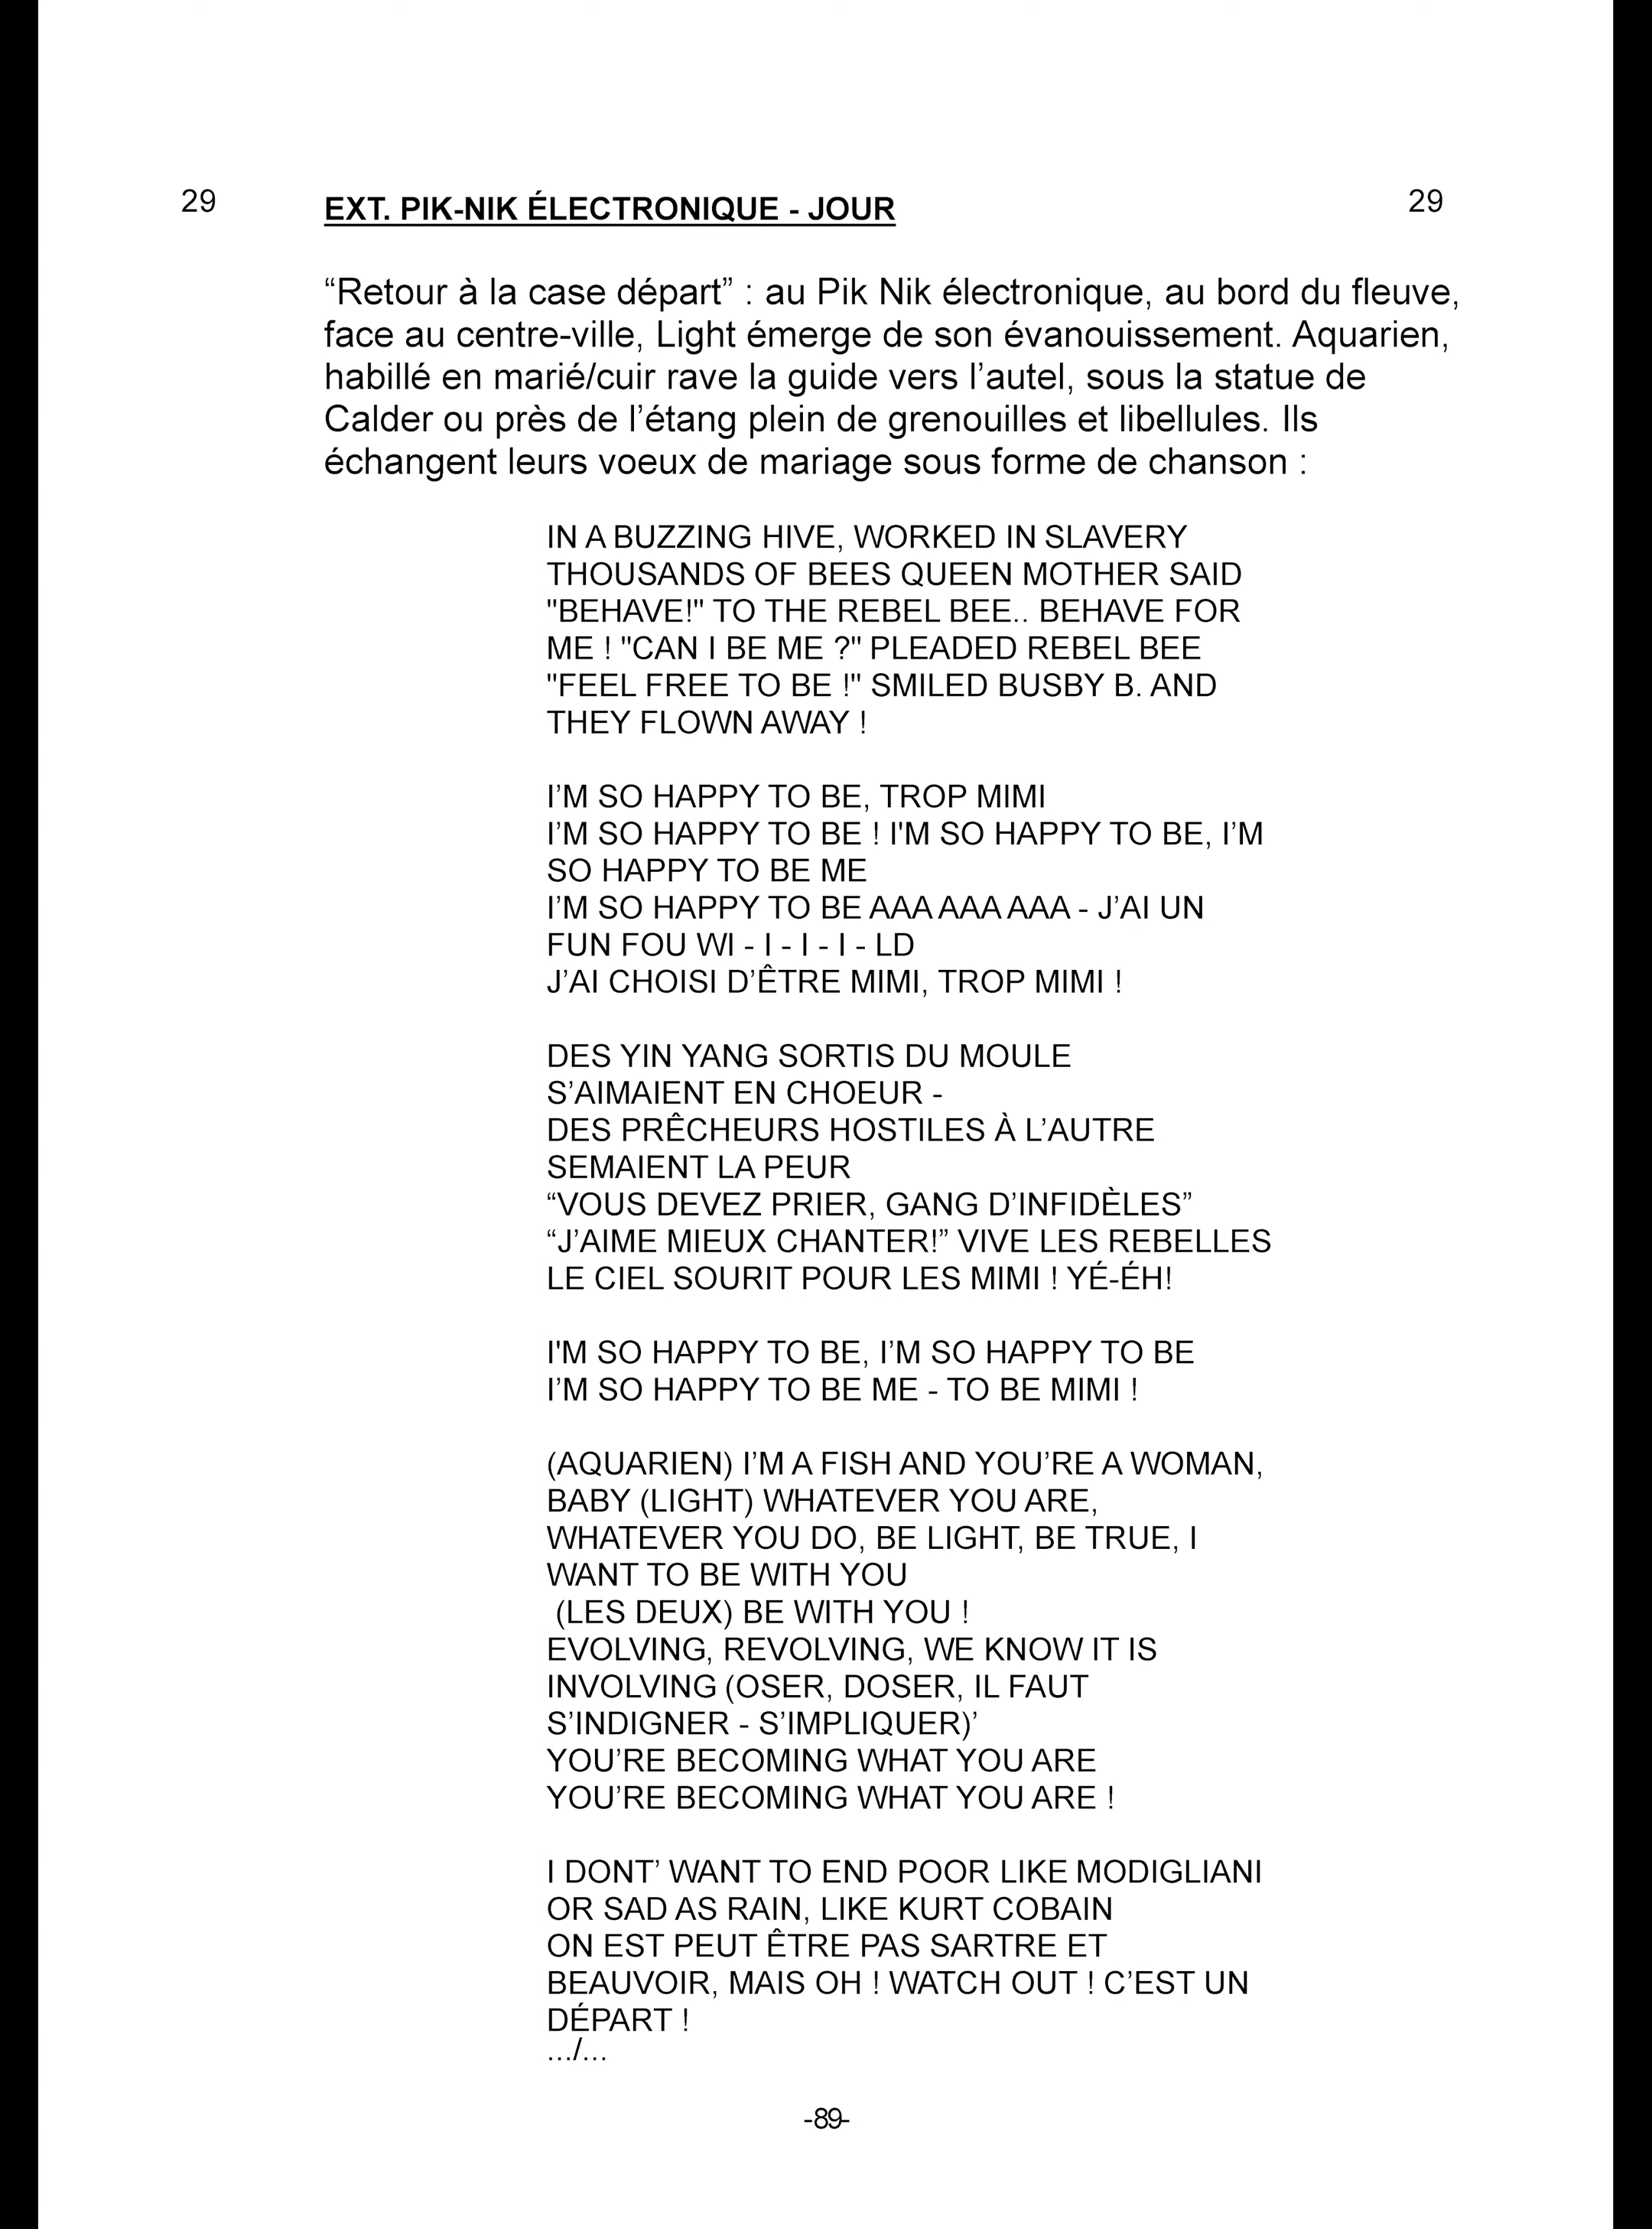 29 EXT. PIK-NIK ÉLECTRONIQUE - JOUR 29
“Retour à la case départ” : au Pik Nik électronique, au bord du fleuve,
face au centre-ville, Light émerge de son évanouissement. Aquarien,
habillé en marié/cuir rave la guide vers l’autel, sous la statue de
Calder ou près de l’étang plein de grenouilles et libellules. Ils
échangent leurs voeux de mariage sous forme de chanson :
IN A BUZZING HIVE, WORKED IN SLAVERY
THOUSANDS OF BEES QUEEN MOTHER SAID
"BEHAVE!" TO THE REBEL BEE.. BEHAVE FOR
ME ! "CAN I BE ME ?" PLEADED REBEL BEE
"FEEL FREE TO BE !" SMILED BUSBY B. AND
THEY FLOWN AWAY !
I’M SO HAPPY TO BE, TROP MIMI
I’M SO HAPPY TO BE ! I'M SO HAPPY TO BE, I’M
SO HAPPY TO BE ME
I’M SO HAPPY TO BE AAA AAA AAA - J’AI UN
FUN FOU WI - I - I - I - LD
J’AI CHOISI D’ÊTRE MIMI, TROP MIMI !
DES YIN YANG SORTIS DU MOULE
S’AIMAIENT EN CHOEUR -
DES PRÊCHEURS HOSTILES À L’AUTRE
SEMAIENT LA PEUR
“VOUS DEVEZ PRIER, GANG D’INFIDÈLES”
“J’AIME MIEUX CHANTER!” VIVE LES REBELLES
LE CIEL SOURIT POUR LES MIMI ! YÉ-ÉH!
I'M SO HAPPY TO BE, I’M SO HAPPY TO BE
I’M SO HAPPY TO BE ME - TO BE MIMI !
(AQUARIEN) I’M A FISH AND YOU’RE A WOMAN,
BABY (LIGHT) WHATEVER YOU ARE,
WHATEVER YOU DO, BE LIGHT, BE TRUE, I
WANT TO BE WITH YOU
(LES DEUX) BE WITH YOU !
EVOLVING, REVOLVING, WE KNOW IT IS
INVOLVING (OSER, DOSER, IL FAUT
S’INDIGNER - S’IMPLIQUER)’
YOU’RE BECOMING WHAT YOU ARE
YOU’RE BECOMING WHAT YOU ARE !
I DONT’ WANT TO END POOR LIKE MODIGLIANI
OR SAD AS RAIN, LIKE KURT COBAIN
ON EST PEUT ÊTRE PAS SARTRE ET
BEAUVOIR, MAIS OH ! WATCH OUT ! C’EST UN
DÉPART !
.../...
-89-